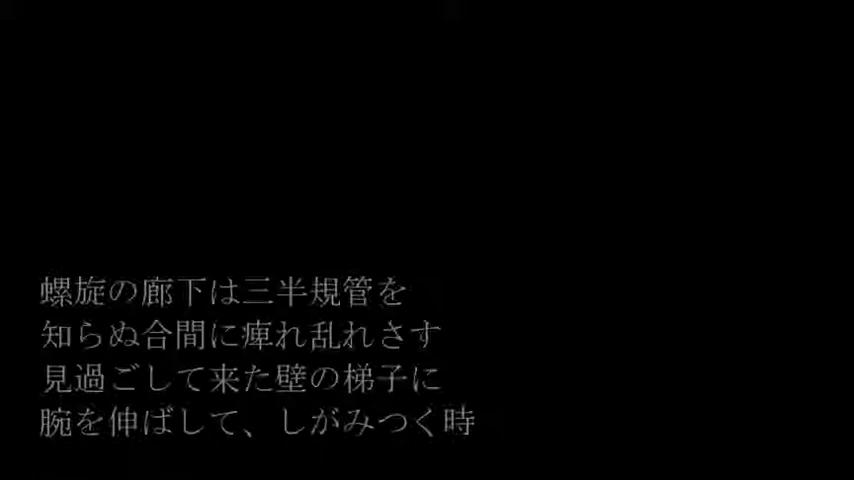 螺旋の廊下は三半規管を
知らぬ合間に痺れ乱れさす
見過ごして来た壁の梯子に
腕を伸ばして、しがみつく時